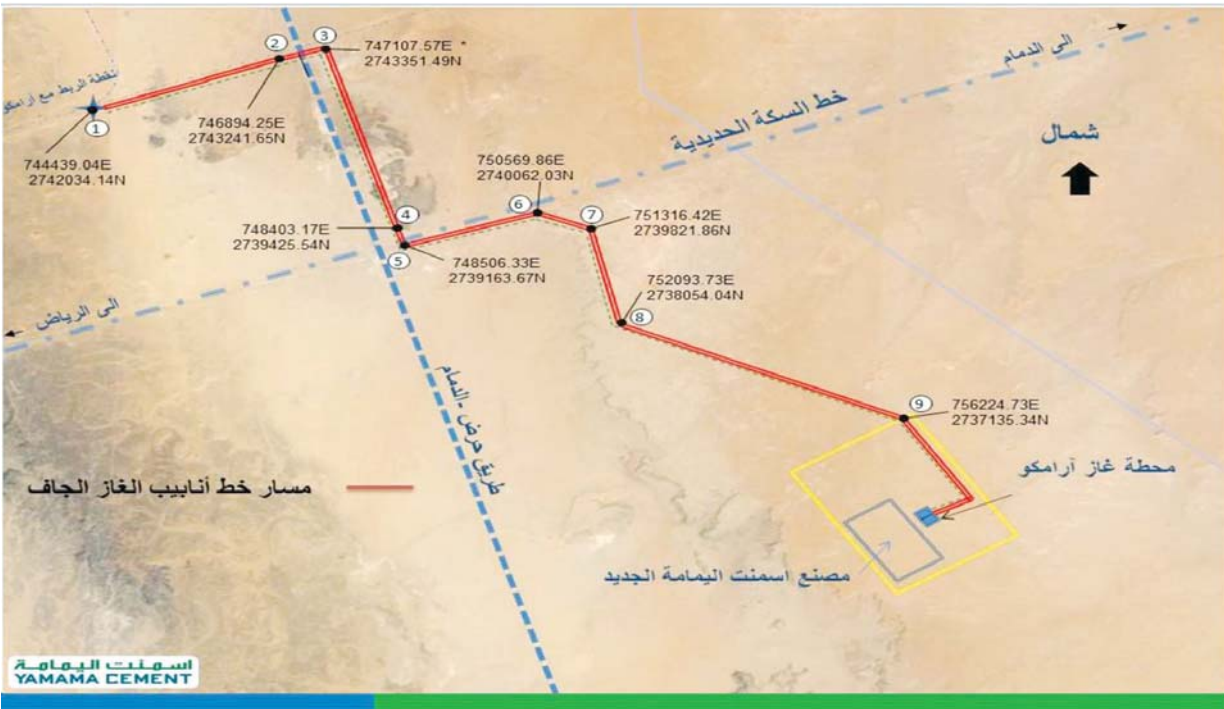 الى الدمام
خط السكة الحديدية
شمال
نقطة الربط مع آرامكو
1
744439.04E
2742034.14N
2
746894.25E
2743241.65N
3
747107.57E *
2743351.49N
4
748403.17E
2739425.54N
5
748506.33E
2739163.67N
6
750569.86E
2740062.03N
7
751316.42E
2739821.86N
8
752093.73E
2738054.04N
9
756224.73E
2737135.34N
الى الرياض
طريق حرض - الدمام
محطة غاز آرامكو
مصنع اسمنت اليمامة الجديد
مسار خط أنابيب الغاز الجاف
اسمنت اليمامة
YAMAMA CEMENT